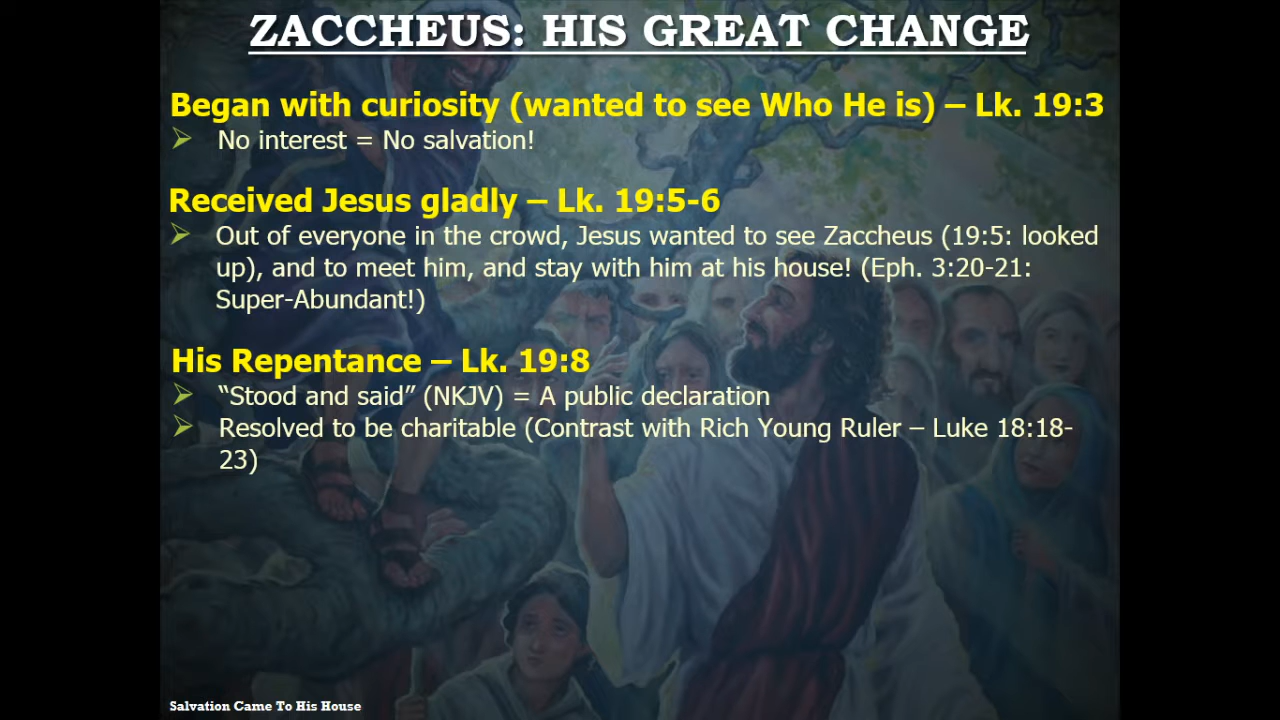 ZACCHEUS: HIS GREAT CHANGE
Began with curiosity (wanted to see Who He is) – Lk. 19:3
➢ No interest = No salvation!
Received Jesus gladly – Lk. 19:5-6
➢ Out of everyone in the crowd, Jesus wanted to see Zaccheus (19:5: looked
up), and to meet him, and stay with him at his house! (Eph. 3:20-21:
Super-Abundant!)
His Repentance – Lk. 19:8
➢ “Stood and said” (NKJV) = A public declaration
➢ Resolved to be charitable (Contrast with Rich Young Ruler – Luke 18:18-
23)
Salvation Came To His House